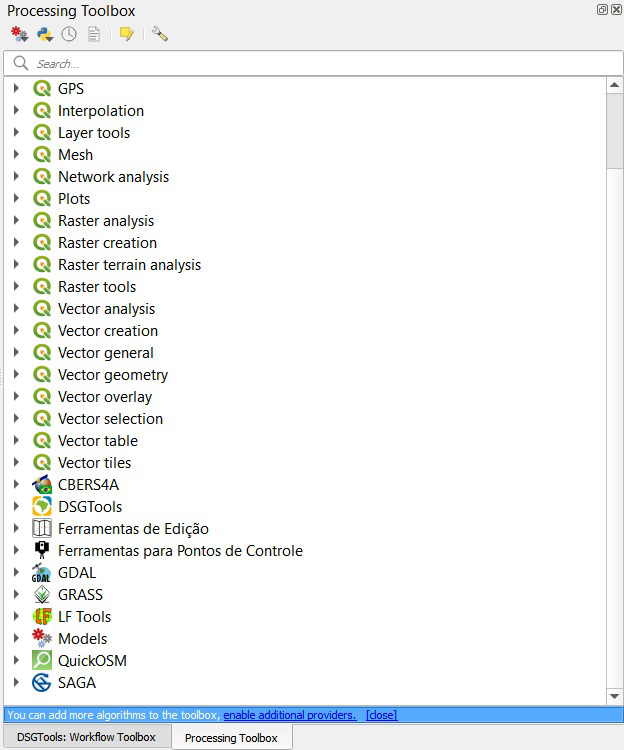 Processing Toolbox
Search...
GPS
Interpolation
Layer tools
Mesh
Network analysis
Plots
Raster analysis
Raster creation
Raster terrain analysis
Raster tools
Vector analysis
Vector creation
Vector general
Vector geometry
Vector overlay
Vector selection
Vector table
Vector tiles
CBERS4A
DSGTools
Ferramentas de Edição
Ferramentas para Pontos de Controle
GDAL GDAL
GRASS
LF LF Tools
Models
QuickOSM
SAGA
You can add more algorithms to the toolbox, enable additional providers. [close]
DSGTools: Workflow Toolbox Processing Toolbox